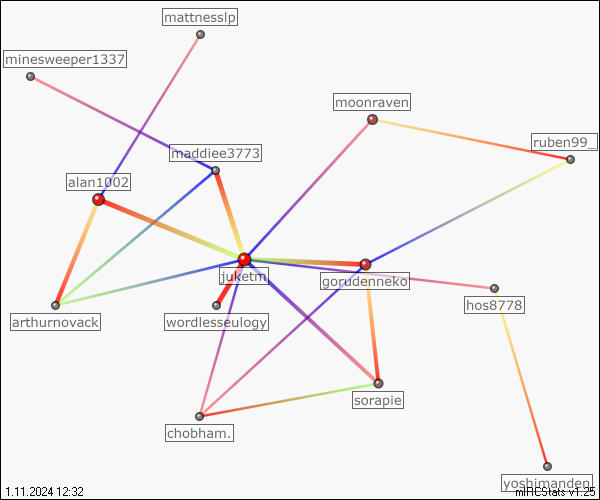 mattnesslp
minesweeper1337
moonraven
ruben99_
maddiee3773
alan1002
juketm
gorudenneko
hos8778
arthurnovack
wordlesseulogy
sorapie
chobham.
yoshimanden
1.11.2024 12:32
mIRCStats v1.25